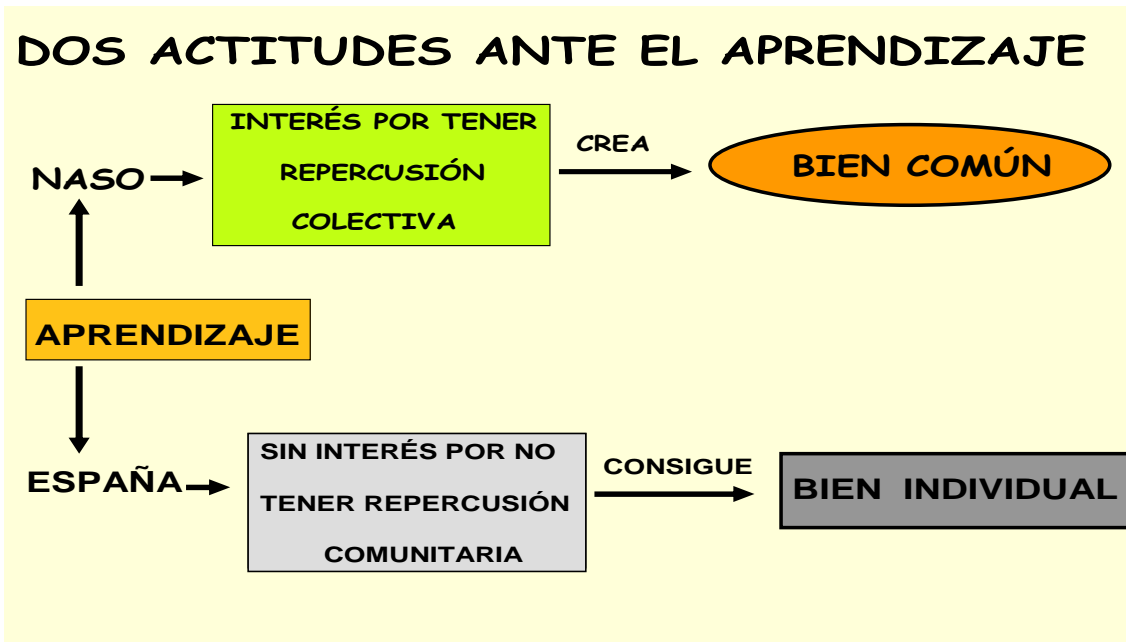 DOS ACTITUDES ANTE EL APRENDIZAJE
INTERÉS POR TENER
REPERCUSIÓN
COLECTIVA
NASO
CREA
BIEN COMÚN
APRENDIZAJE
ESPAÑA
SIN INTERÉS POR NO
TENER REPERCUSIÓN
COMUNITARIA
CONSIGUE
BIEN INDIVIDUAL